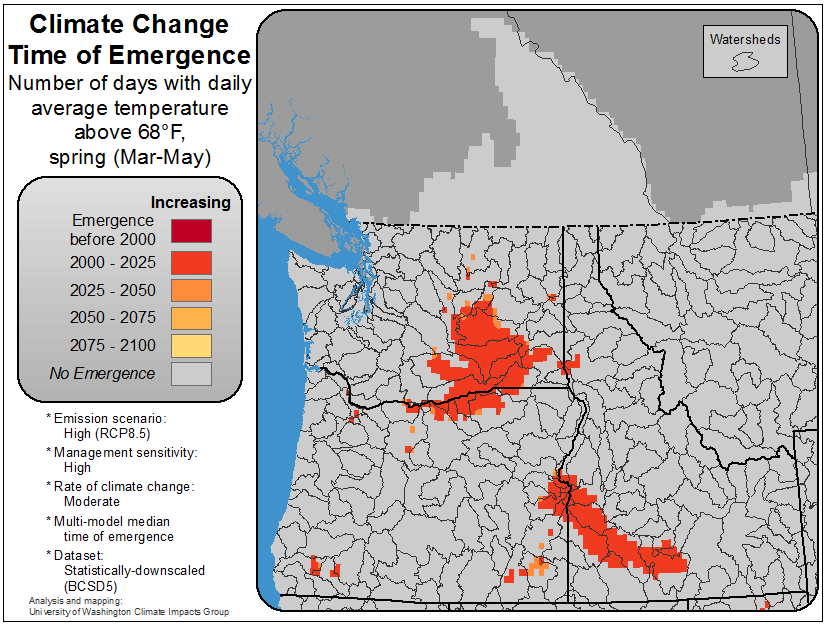 Climate Change
Time of Emergence
Number of days with daily
average temperature
above 68°F,
spring (Mar-May)
Increasing
Emergence
before 2000
2000 - 2025
2025 - 2050
2050 - 2075
2075 - 2100
No Emergence
* Emission scenario:
High (RCP8.5)
* Management sensitivity:
High
* Rate of climate change:
Moderate
* Multi-model median
time of emergence
* Dataset:
Statistically-downscaled
(BCSD5)
Analysis and mapping:
University of Washington Climate Impacts Group
Watersheds